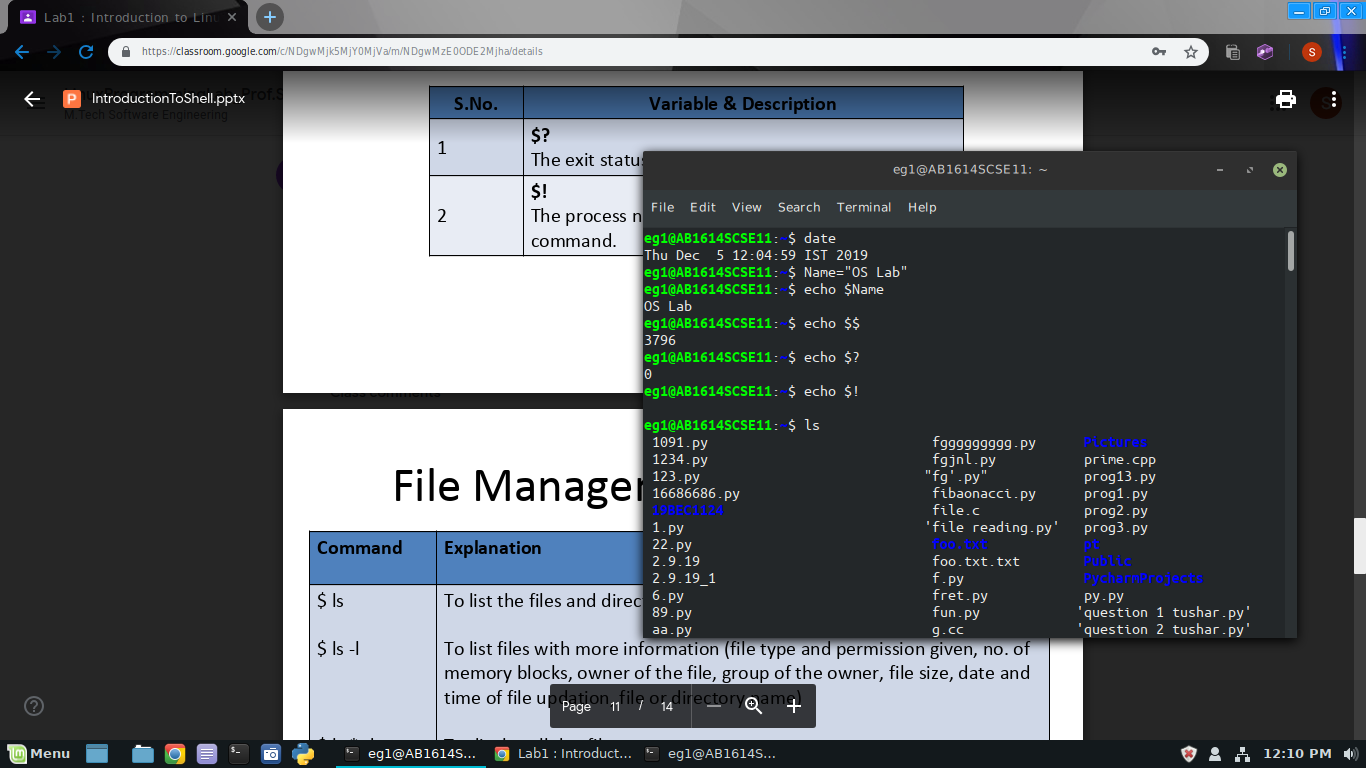 Lab1 : Introduction to Linu
https://classroom.google.com/c/NDgwMjk5MjY0MjVa/m/NDgwMzE0ODE2Mjha/details
S
IntroductionToShell.pptx
M.Tech Software Engineering
S.No.
Variable & Description
1
$?
The exit statu
2
$!
The process n
command.
Class comments
File Manage
Command
Explanation
$ ls
To list the files and direc
$ ls -l
To list files with more information (file type and permission given, no. of
memory blocks, owner of the file, group of the owner, file size, date and
time of file updation, file or directory name)
Page 11 / 14
eg1@AB1614SCSE11: ~
File Edit View Search Terminal Help
eg1@AB1614SCSE11:~$ date
Thu Dec  5 12:04:59 IST 2019
eg1@AB1614SCSE11:~$ Name="OS Lab"
eg1@AB1614SCSE11:~$ echo $Name
OS Lab
eg1@AB1614SCSE11:~$ echo $$
3796
eg1@AB1614SCSE11:~$ echo $?
0
eg1@AB1614SCSE11:~$ echo $!
eg1@AB1614SCSE11:~$ ls
1091.py fggggggggg.py Pictures
1234.py fgjnl.py prime.cpp
123.py "fg'.py" prog13.py
16686686.py fibaonacci.py prog1.py
19BEC1124 file.c prog2.py
1.py 'file reading.py' prog3.py
22.py foo.txt pt
2.9.19 foo.txt.txt Public
2.9.19_1 f.py PycharmProjects
6.py fret.py py.py
89.py fun.py 'question 1 tushar.py'
aa.py g.cc 'question 2 tushar.py'
Menu
eg1@AB1614S...
Lab1 : Introduct...
eg1@AB1614S...
12:10 PM